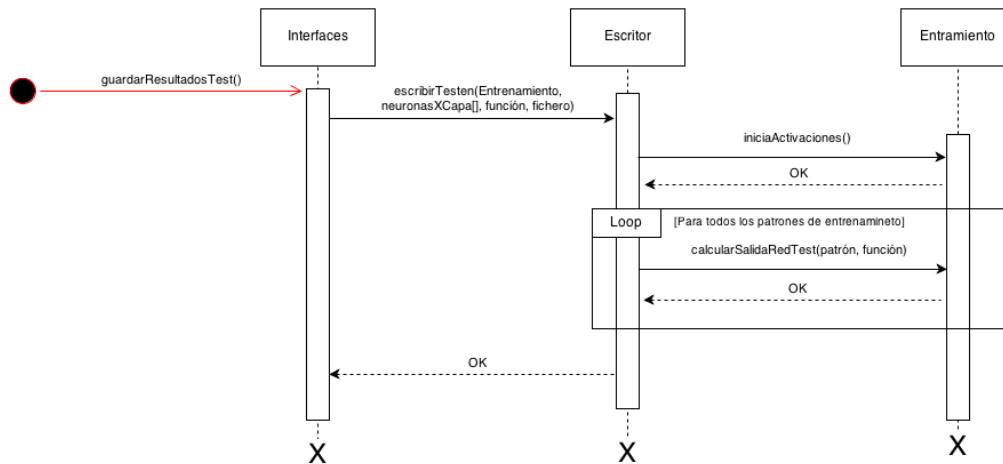 Interfaces
Escritor
Entramiento
guardarResultadosTest()
escribirTesten(Entrenamiento,
neuronasXCapa[], función, fichero)
iniciaActivaciones()
OK
Loop
[Para todos los patrones de entrenamineto]
calcularSalidaRedTest(patrón, función)
OK
OK
X
X
X